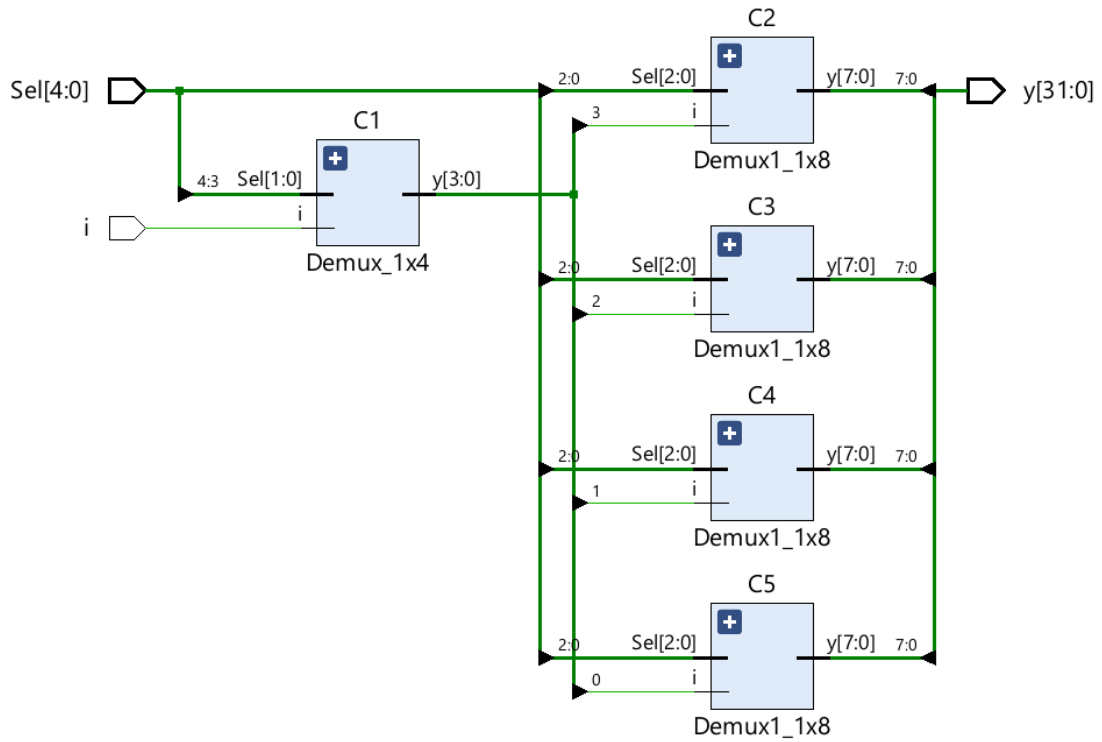 C2
Sel[4:0]
2:0
Sel[2:0]
y[7:0]
7:0
y[31:0]
3
i
Demux1_1x8
C1
4:3
Sel[1:0]
y[3:0]
i
i
Demux_1x4
C3
2:0
Sel[2:0]
y[7:0]
7:0
2
i
Demux1_1x8
C4
2:0
Sel[2:0]
y[7:0]
7:0
1
i
Demux1_1x8
C5
2:0
Sel[2:0]
y[7:0]
7:0
0
i
Demux1_1x8